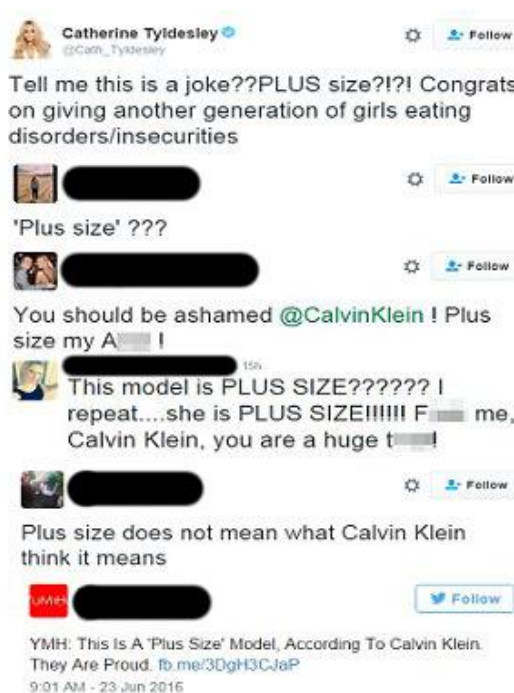 Catherine Tyldesley
@Cath_Tyldesley
Follow
Tell me this is a joke??PLUS size?!?! Congrats
on giving another generation of girls eating
disorders/insecurities
Follow
'Plus size' ???
Follow
You should be ashamed @CalvinKlein ! Plus
size my A !
15h
This model is PLUS SIZE?????? I
repeat....she is PLUS SIZE!!!!!! F me,
Calvin Klein, you are a huge t !
Follow
Plus size does not mean what Calvin Klein
think it means
YuMiHu
Follow
YMH: This Is A 'Plus Size' Model, According To Calvin Klein.
They Are Proud. fb.me/3DgH3CJaP
9:01 AM - 23 Jun 2016